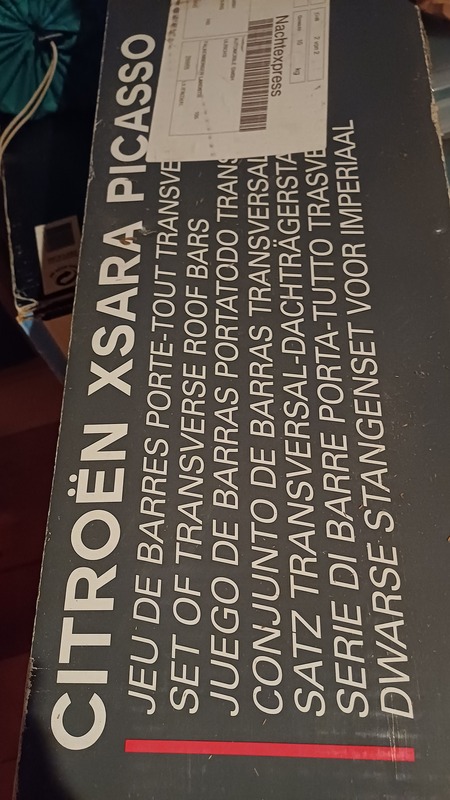 CITROËN XSARA PICASSO
JEU DE BARRES PORTE-TOUT TRANSVE
SET OF TRANSVERSE ROOF BARS
JUEGO DE BARRAS PORTATODO TRANS
CONJUNTO DE BARRAS TRANSVERSAL
SATZ TRANSVERSAL-DACHTRÄGERSTA
SERIE DI BARRE PORTA-TUTTO TRASVE
DWARSE STANGENSET VOOR IMPERIAAL
Nachtexpress
kg